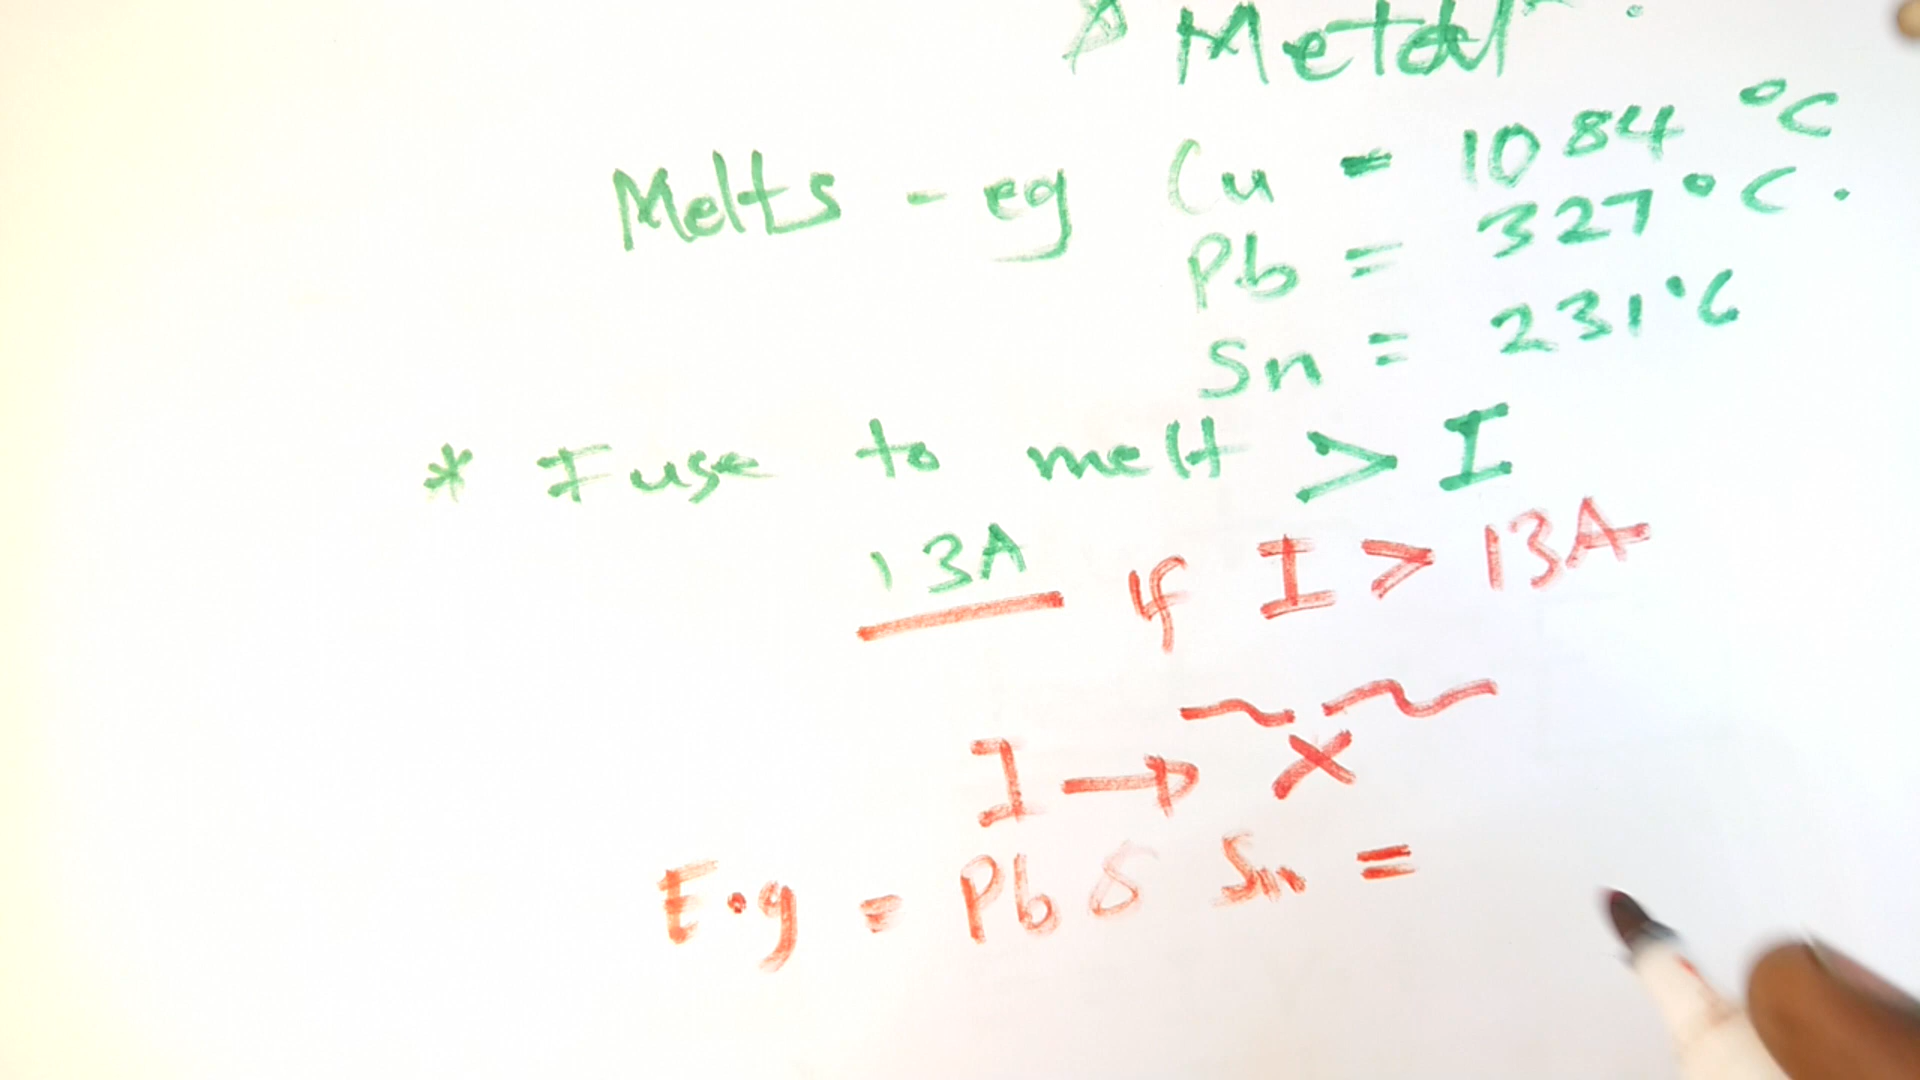 Metal
Melts - eg Cu = 1084 °C
Pb = 327°C.
Sn = 231°C
* Fuse to melt > I
13A if I > 13A
I → X
E.g = Pb & Sn =